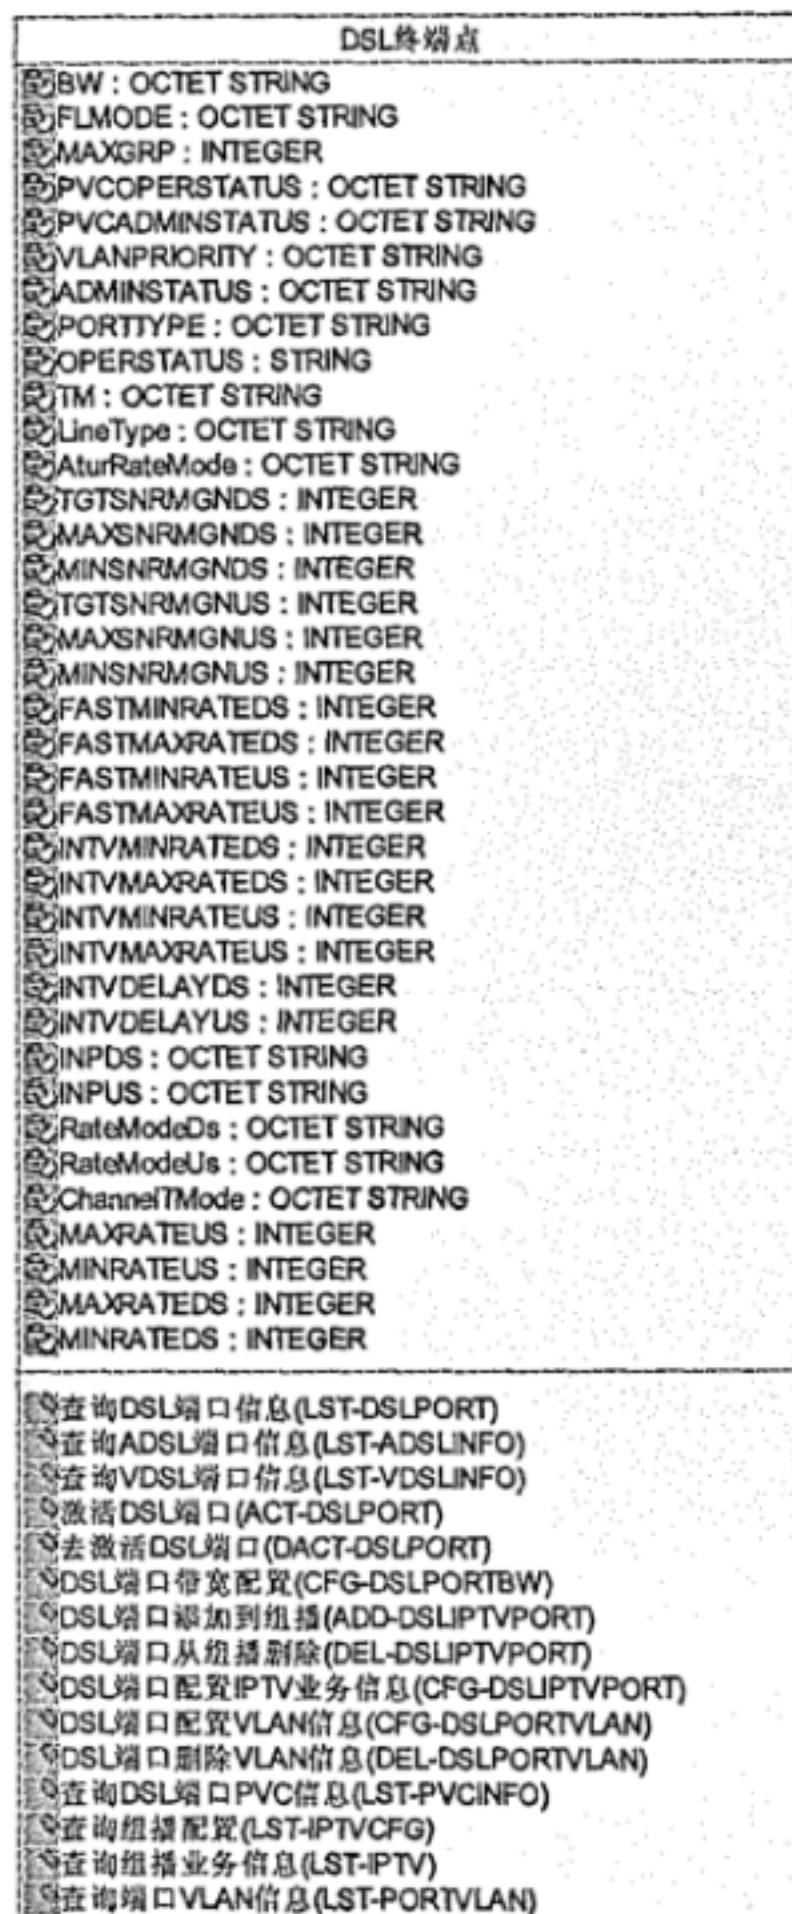 DSL终端点
BW : OCTET STRING
FLMODE : OCTET STRING
MAXGRP : INTEGER
PVCOPERSTATUS : OCTET STRING
PVCADMINSTATUS : OCTET STRING
VLANPRIORITY : OCTET STRING
ADMINSTATUS : OCTET STRING
PORTTYPE : OCTET STRING
OPERSTATUS : STRING
TM : OCTET STRING
LineType : OCTET STRING
AturRateMode : OCTET STRING
TGTSNRMGNDS : INTEGER
MAXSNRMGNDS : INTEGER
MINSNRMGNDS : INTEGER
TGTSNRMGNUS : INTEGER
MAXSNRMGNUS : INTEGER
MINSNRMGNUS : INTEGER
FASTMINRATEDS : INTEGER
FASTMAXRATEDS : INTEGER
FASTMINRATEUS : INTEGER
FASTMAXRATEUS : INTEGER
INTVMINRATEDS : INTEGER
INTVMAXRATEDS : INTEGER
INTVMINRATEUS : INTEGER
INTVMAXRATEUS : INTEGER
INTVDELAYDS : INTEGER
INTVDELAYUS : INTEGER
INPDS : OCTET STRING
INPUS : OCTET STRING
RateModeDs : OCTET STRING
RateModeUs : OCTET STRING
ChannelTMode : OCTET STRING
MAXRATEUS : INTEGER
MINRATEUS : INTEGER
MAXRATEDS : INTEGER
MINRATEDS : INTEGER
查询DSL端口信息(LST-DSLPORT)
查询ADSL端口信息(LST-ADSLINFO)
查询VDSL端口信息(LST-VDSLINFO)
激活DSL端口(ACT-DSLPORT)
去激活DSL端口(DACT-DSLPORT)
DSL端口带宽配置(CFG-DSLPORTBW)
DSL端口添加到组播(ADD-DSLIPTVPORT)
DSL端口从组播删除(DEL-DSLIPTVPORT)
DSL端口配置IPTV业务信息(CFG-DSLIPTVPORT)
DSL端口配置VLAN信息(CFG-DSLPORTVLAN)
DSL端口删除VLAN信息(DEL-DSLPORTVLAN)
查询DSL端口PVC信息(LST-PVCINFO)
查询组播配置(LST-IPTVCFG)
查询组播业务信息(LST-IPTV)
查询端口VLAN信息(LST-PORTVLAN)